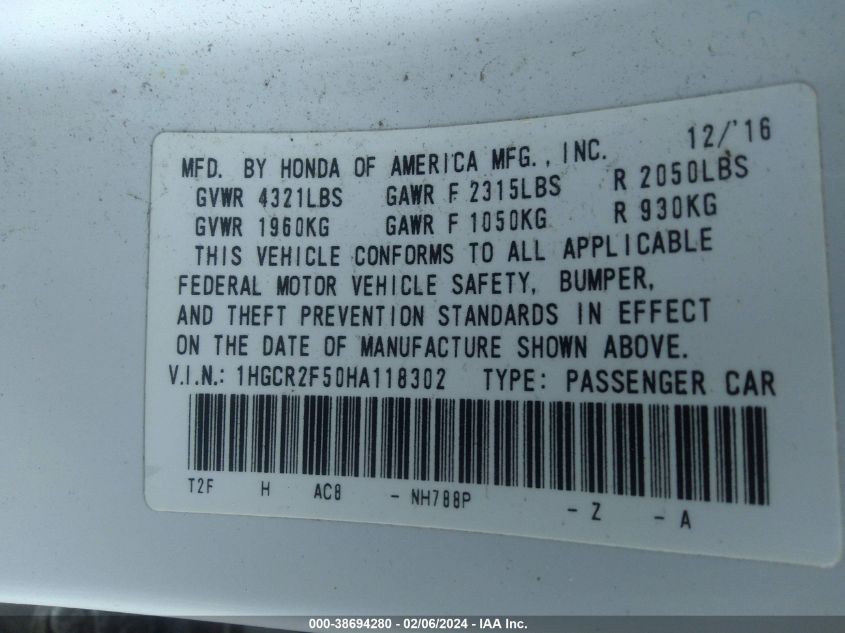 12/'16
MFD. BY HONDA OF AMERICA MFG., INC.
GVWR 4321LBS GAWR F 2315LBS R 2050LBS
GVWR 1960KG GAWR F 1050KG R 930KG
THIS VEHICLE CONFORMS TO ALL APPLICABLE
FEDERAL MOTOR VEHICLE SAFETY, BUMPER,
AND THEFT PREVENTION STANDARDS IN EFFECT
ON THE DATE OF MANUFACTURE SHOWN ABOVE.
V.I.N.: 1HGCR2F50HA118302 TYPE: PASSENGER CAR
T2F H AC8 - NH788P - Z - A
000-38694280 - 02/06/2024 - IAA Inc.